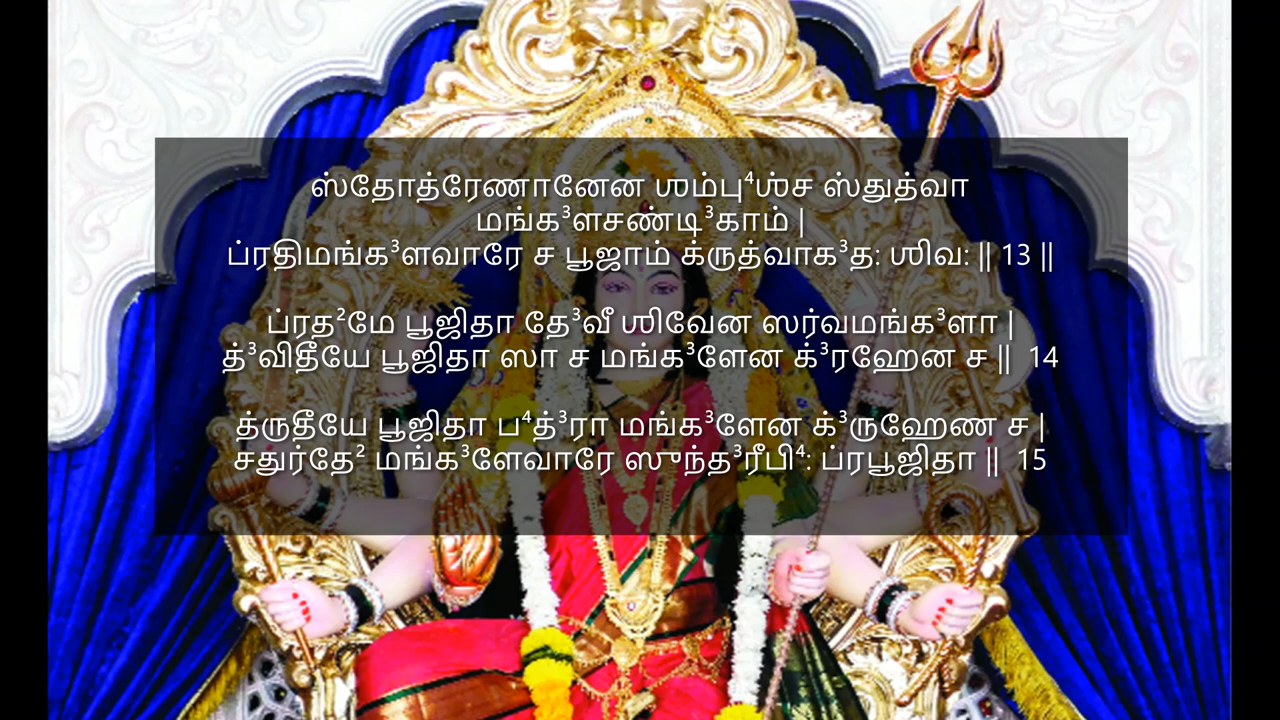 ஸ்தோத்ரேணானேன ஶம்பு⁴ஶ்ச ஸ்துத்வா
மங்க³ளசண்டி³காம் |
ப்ரதிமங்க³ளவாரே ச பூஜாம் க்ருத்வாக³த: ஶிவ: || 13 ||
ப்ரத²மே பூஜிதா தே³வீ ஶிவேன ஸர்வமங்க³ளா |
த்³விதீயே பூஜிதா ஸா ச மங்க³ளேன க்³ரஹேன ச || 14
த்ருதீயே பூஜிதா ப⁴த்³ரா மங்க³ளேன க்³ருஹேண ச |
சதுர்தே² மங்க³ளேவாரே ஸுந்த³ரீபி⁴: ப்ரபூஜிதா || 15